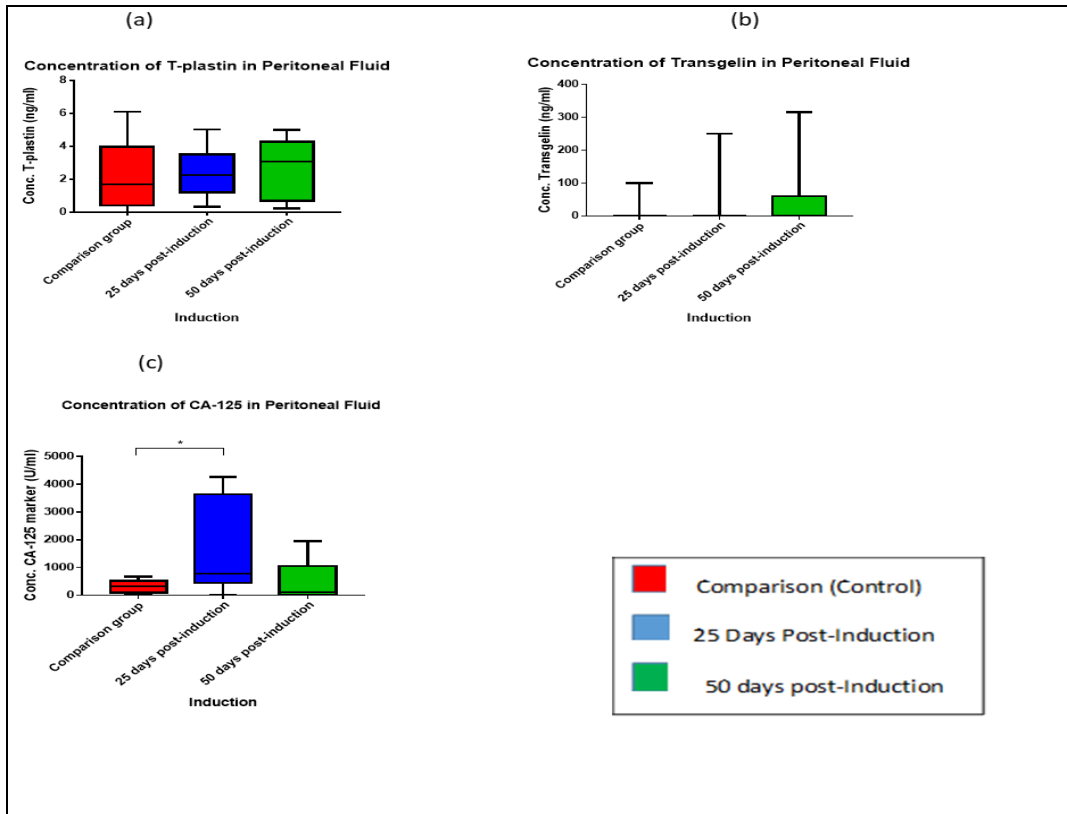 (a)
Concentration of T-plastin in Peritoneal Fluid
Conc. T-plastin (ng/ml)
8
6
4
2
0
Comparison group
25 days post-induction
50 days post-induction
Induction
(b)
Concentration of Transgelin in Peritoneal Fluid
Conc. Transgelin (ng/ml)
400
300
200
100
0
Comparison group
25 days post-induction
50 days post-induction
Induction
(c)
Concentration of CA-125 in Peritoneal Fluid
*
Conc. CA-125 marker (U/ml)
5000
4000
3000
2000
1000
0
Comparison group
25 days post-induction
50 days post-induction
Induction
Comparison (Control)
25 Days Post-Induction
50 days post-Induction